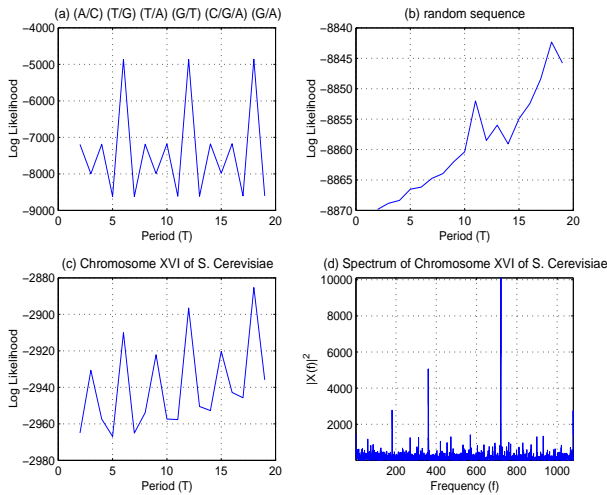 (a) (A/C) (T/G) (T/A) (G/T) (C/G/A) (G/A)
Log Likelihood
-4000
-5000
-6000
-7000
-8000
-9000
0 5 10 15 20
Period (T)
(b) random sequence
Log Likelihood
-8840
-8845
-8850
-8855
-8860
-8865
-8870
0 5 10 15 20
Period (T)
(c) Chromosome XVI of S. Cerevisiae
Log Likelihood
-2880
-2900
-2920
-2940
-2960
-2980
0 5 10 15 20
Period (T)
(d) Spectrum of Chromosome XVI of S. Cerevisiae
|X(f)|²
10000
8000
6000
4000
2000
200 400 600 800 1000
Frequency (f)